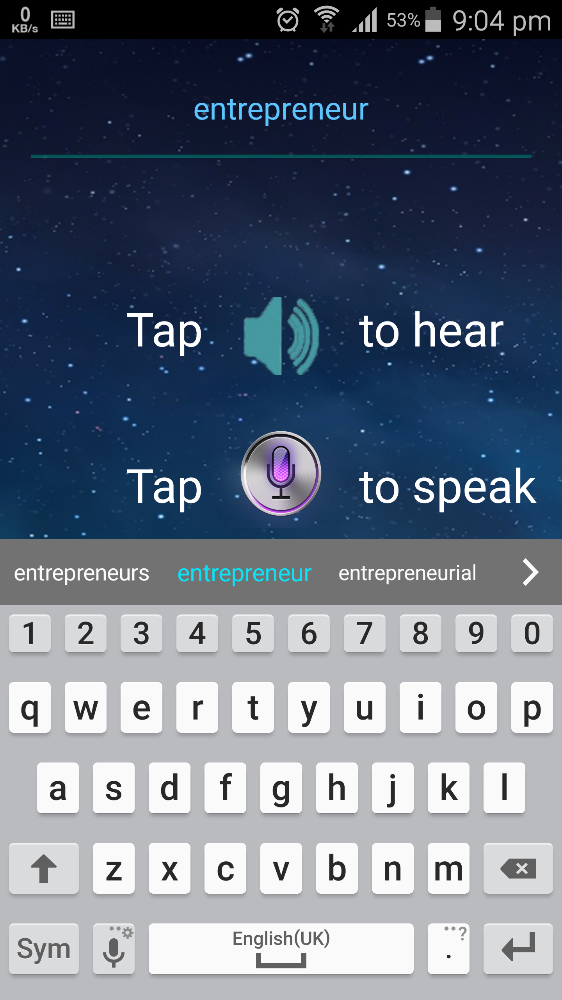 0
KB/s
53% 9:04 pm
entrepreneur
Tap to hear
Tap to speak
entrepreneurs entrepreneur entrepreneurial
1 2 3 4 5 6 7 8 9 0
q w e r t y u i o p
a s d f g h j k l
z x c v b n m
Sym English(UK) . ?